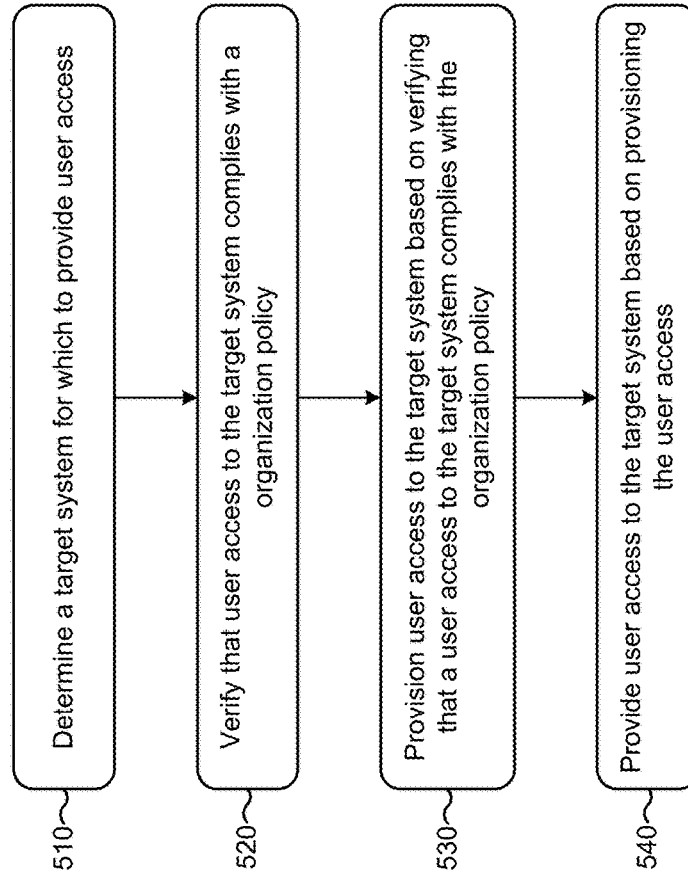 510
Determine a target system for which to provide user access
520
Verify that user access to the target system complies with a
organization policy
530
Provision user access to the target system based on verifying
that a user access to the target system complies with the
organization policy
540
Provide user access to the target system based on provisioning
the user access